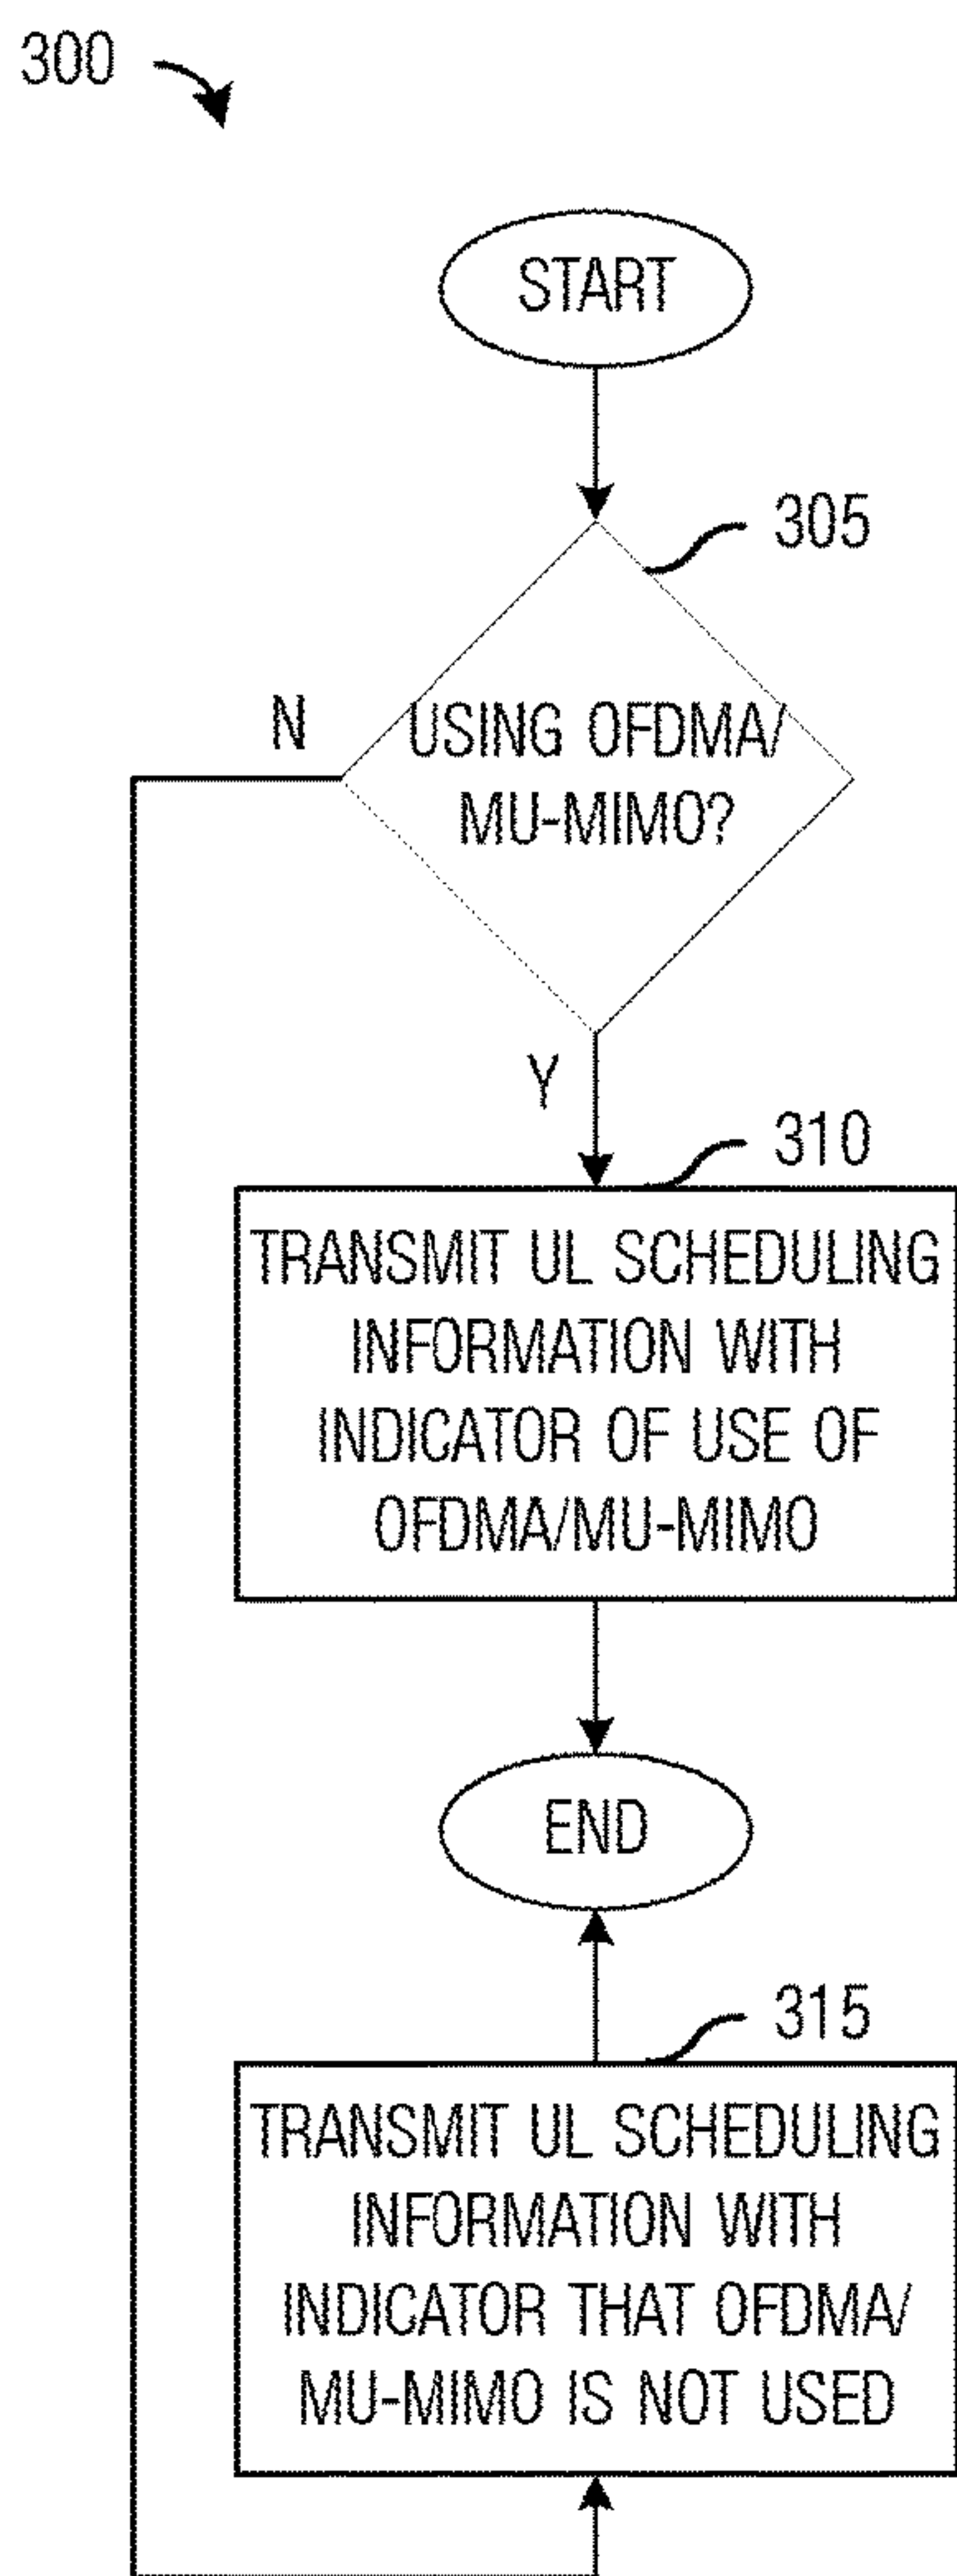 300
START
305
N
USING OFDMA/
MU-MIMO?
Y
310
TRANSMIT UL SCHEDULING
INFORMATION WITH
INDICATOR OF USE OF
OFDMA/MU-MIMO
END
315
TRANSMIT UL SCHEDULING
INFORMATION WITH
INDICATOR THAT OFDMA/
MU-MIMO IS NOT USED